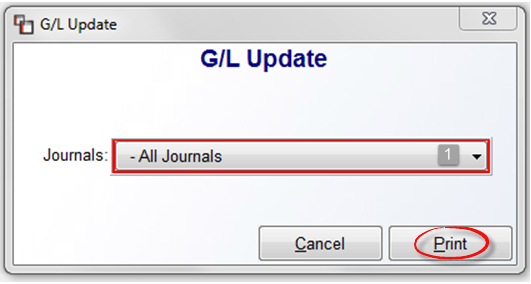 G/L Update
G/L Update
Journals: - All Journals 1
Cancel Print